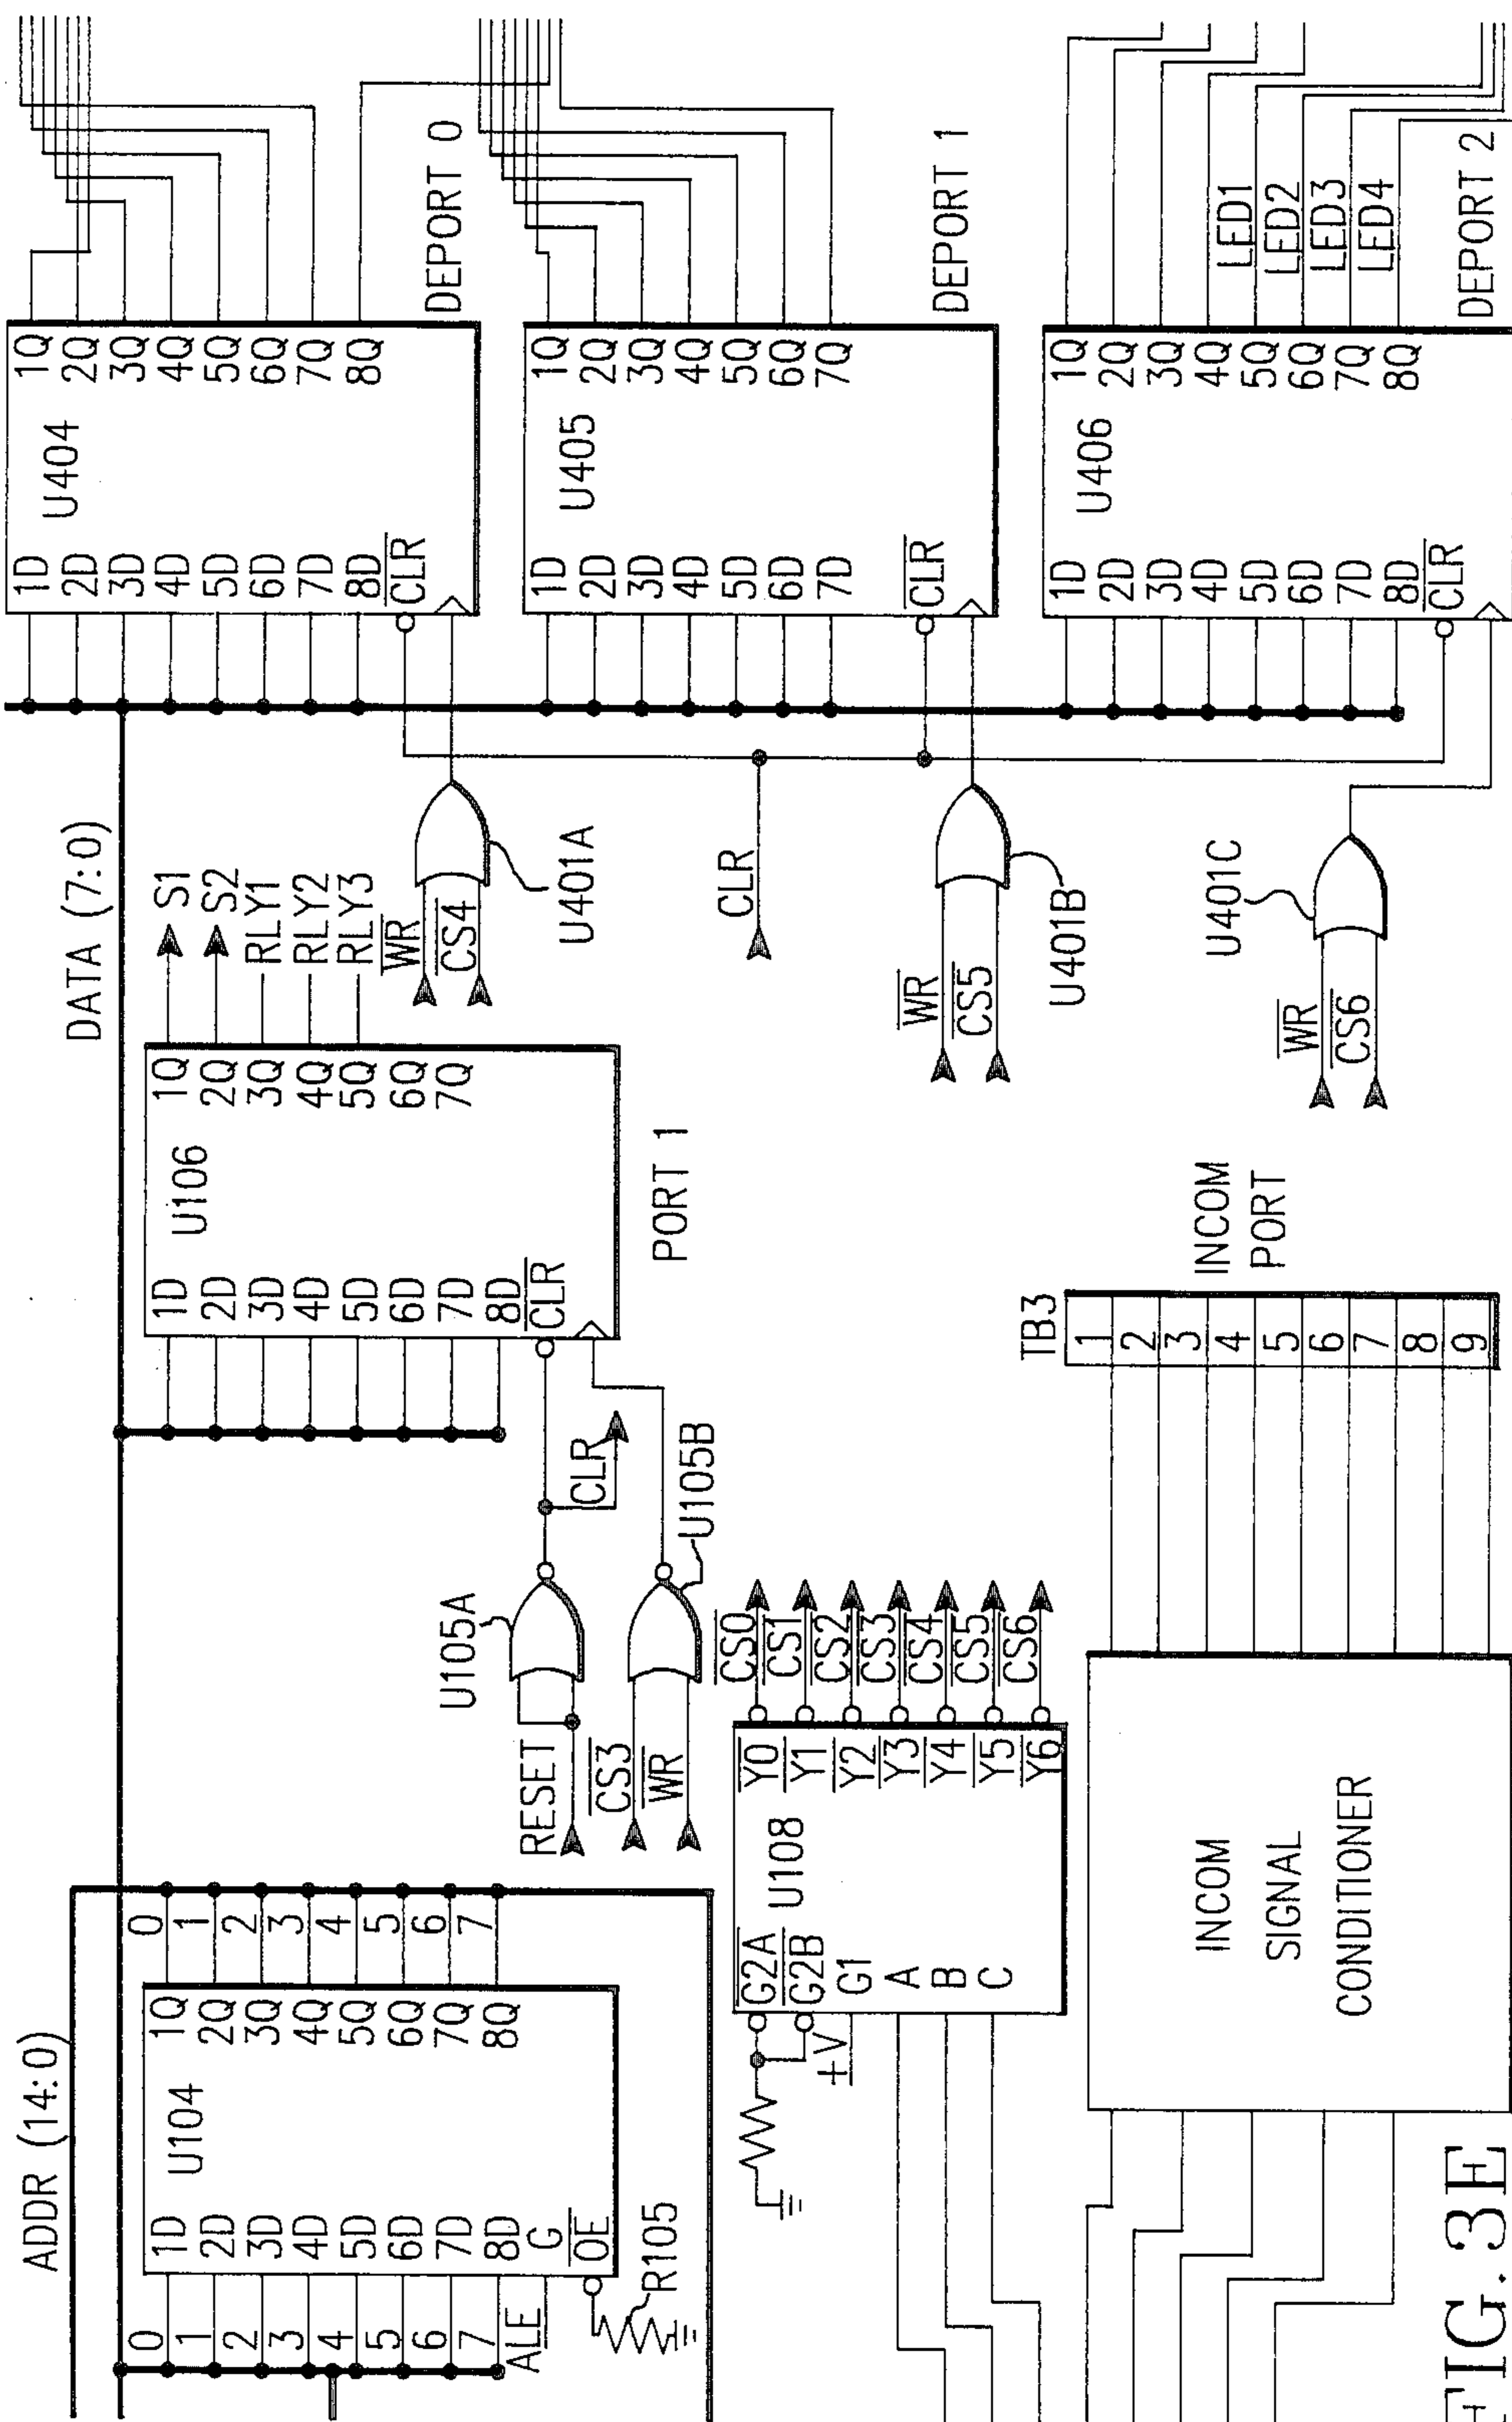 ADDR (14:0)
0
1
2
3
4
5
6
7
ALE
1D
2D
3D
4D
5D
6D
7D
8D
G
OE
U104
1Q
2Q
3Q
4Q
5Q
6Q
7Q
8Q
0
1
2
3
4
5
6
7
R105
DATA (7:0)
RESET
U105A
CS3
WR
U105B
CLR
1D
2D
3D
4D
5D
6D
7D
8D
CLR
U106
1Q
2Q
3Q
4Q
5Q
6Q
7Q
PORT 1
S1
S2
RLY1
RLY2
RLY3
WR
CS4
U401A
CLR
WR
CS5
U401B
WR
CS6
U401C
1D
2D
3D
4D
5D
6D
7D
8D
CLR
U404
1Q
2Q
3Q
4Q
5Q
6Q
7Q
8Q
DEPORT 0
1D
2D
3D
4D
5D
6D
7D
CLR
U405
1Q
2Q
3Q
4Q
5Q
6Q
7Q
DEPORT 1
1D
2D
3D
4D
5D
6D
7D
8D
CLR
U406
1Q
2Q
3Q
4Q
5Q
6Q
7Q
8Q
LED1
LED2
LED3
LED4
DEPORT 2
+V
G2A
G2B
G1
A
B
C
U108
Y0
Y1
Y2
Y3
Y4
Y5
Y6
CS0
CS1
CS2
CS3
CS4
CS5
CS6
INCOM
SIGNAL
CONDITIONER
TB3
1
2
3
4
5
6
7
8
9
INCOM
PORT
FIG. 3E